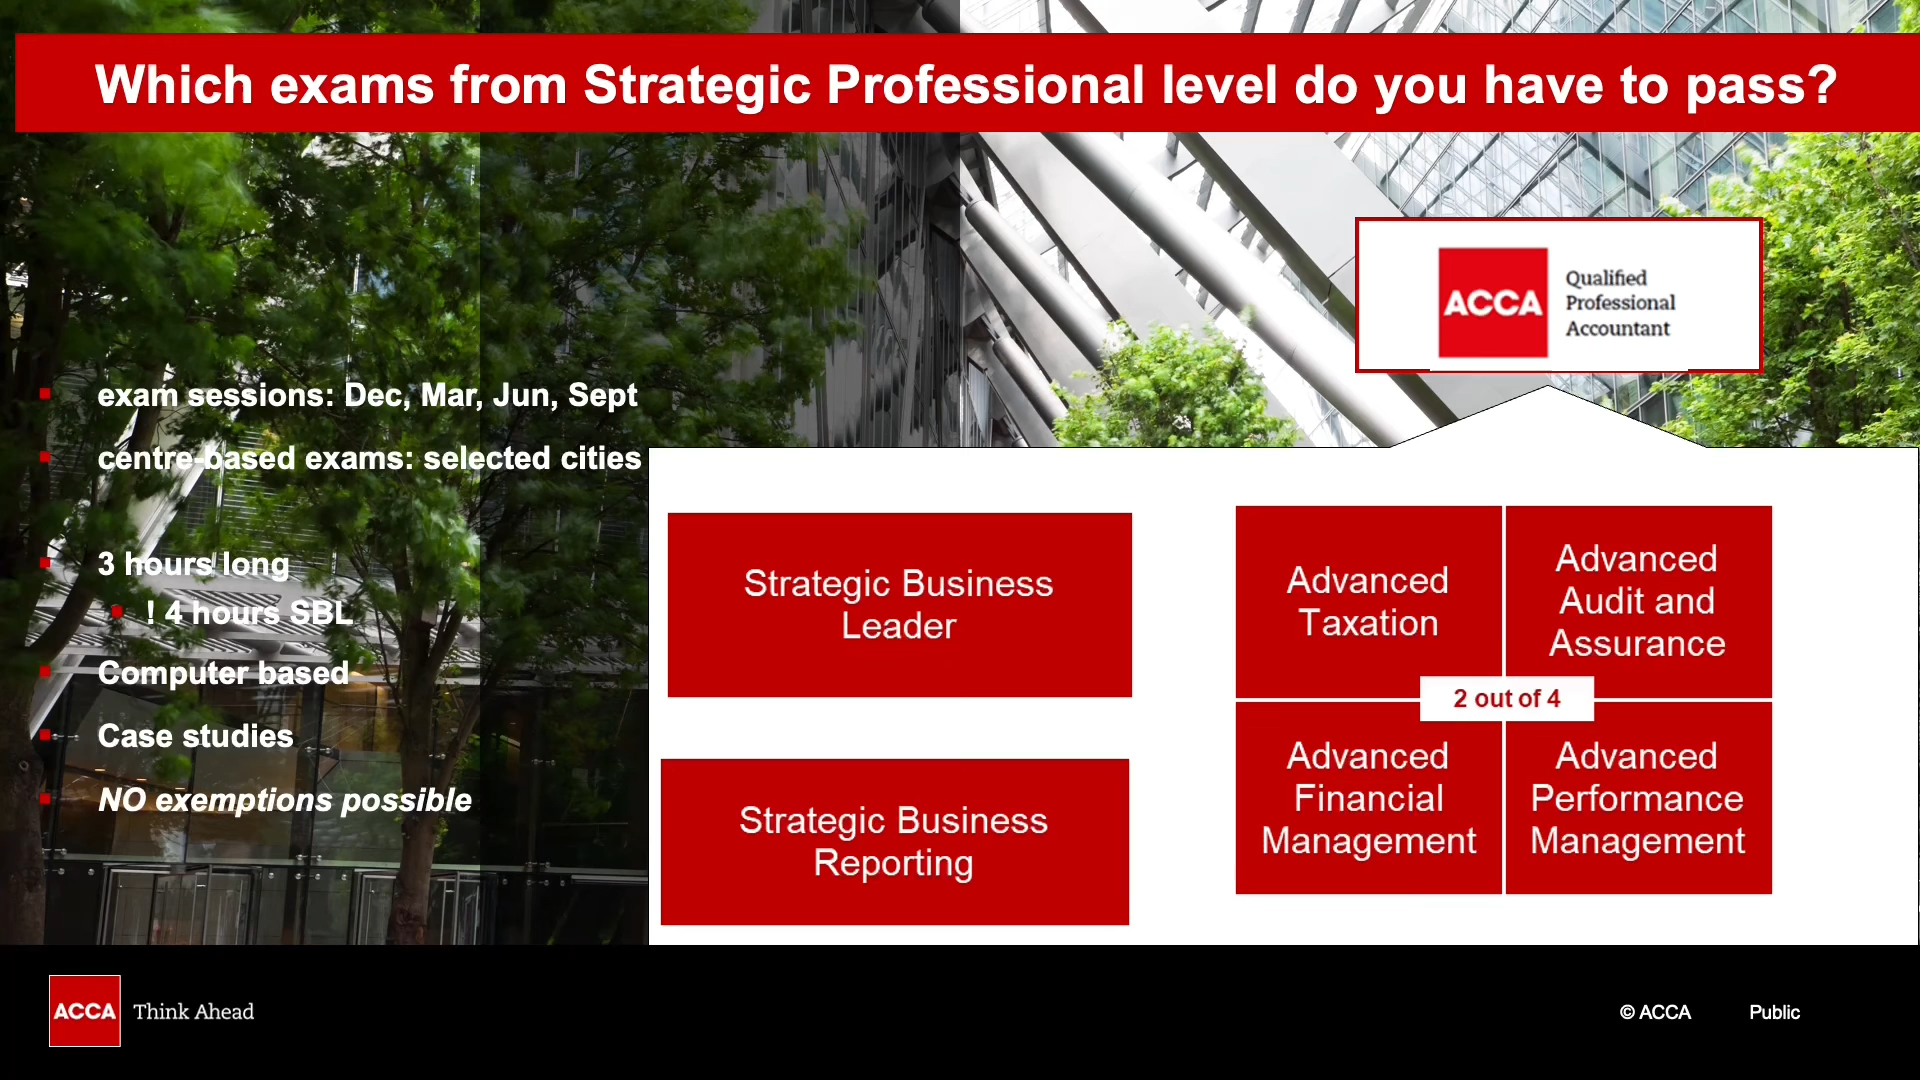 Which exams from Strategic Professional level do you have to pass?
ACCA
Qualified
Professional
Accountant
exam sessions: Dec, Mar, Jun, Sept
centre-based exams: selected cities
3 hours long
! 4 hours SBL
Computer based
Case studies
NO exemptions possible
Strategic Business
Leader
Strategic Business
Reporting
Advanced
Taxation
Advanced
Audit and
Assurance
2 out of 4
Advanced
Financial
Management
Advanced
Performance
Management
ACCA
Think Ahead
© ACCA
Public